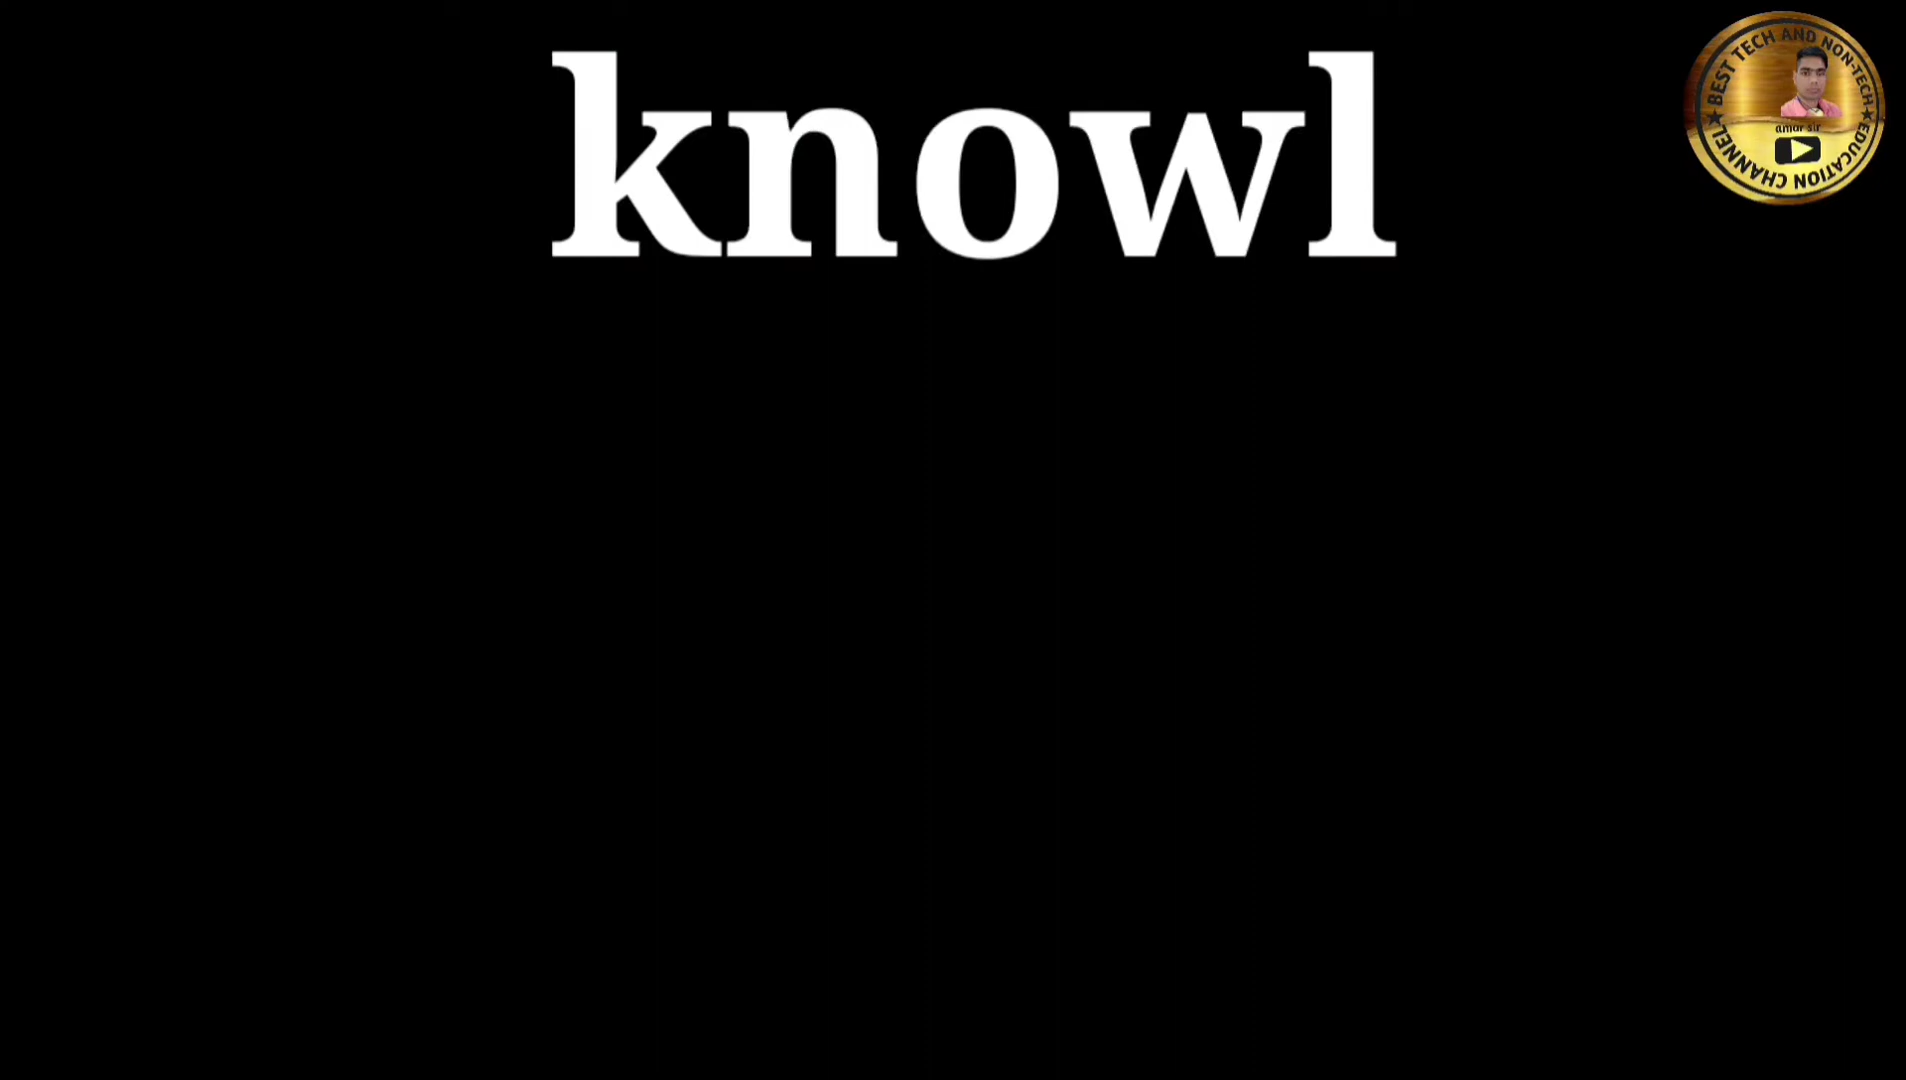 knowl
★ BEST TECH AND NON-TECH ★
EDUCATION CHANNEL
amar sir